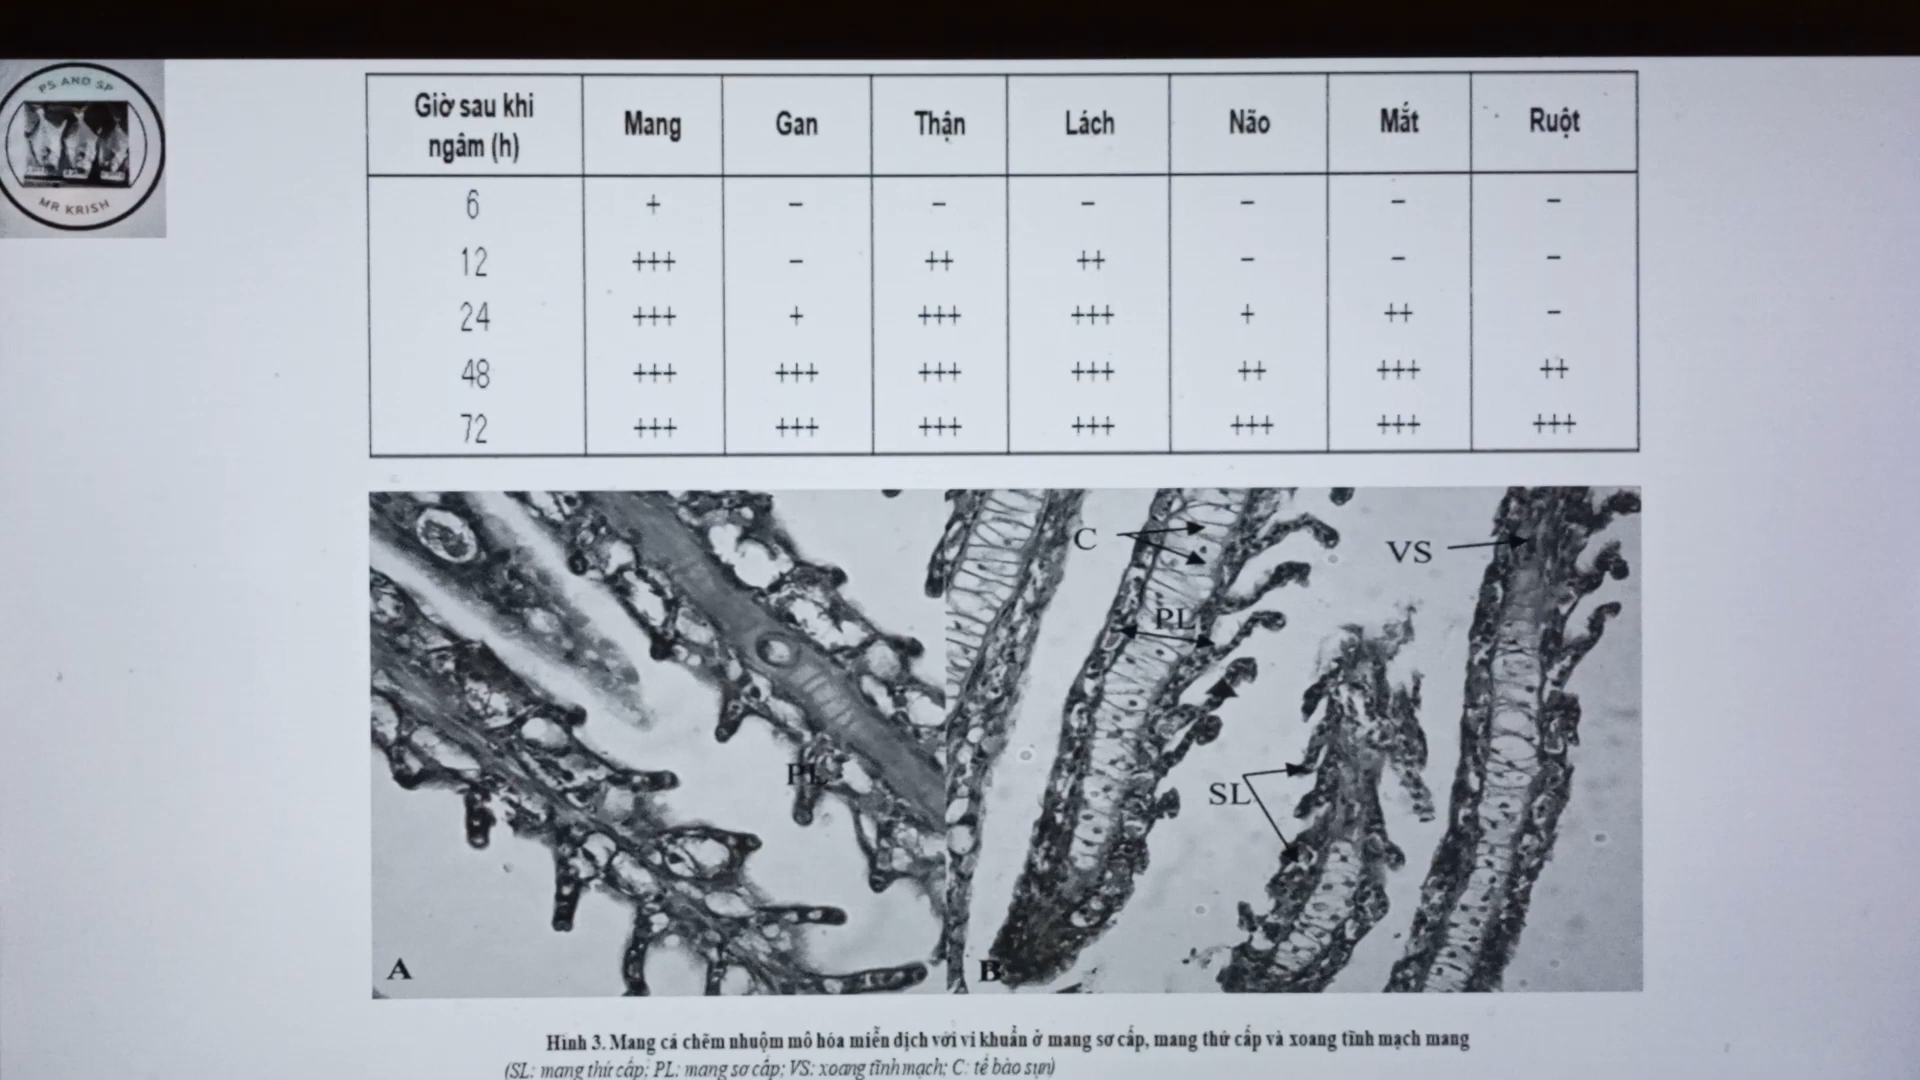 PS AND SP
MR KRISH
Giờ sau khi ngâm (h) Mang Gan Thận Lách Não Mắt Ruột
6 + – – – – – –
12 +++ – ++ ++ – – –
24 +++ + +++ +++ + ++ –
48 +++ +++ +++ +++ ++ +++ ++
72 +++ +++ +++ +++ +++ +++ +++
C
VS
PL
PL
SL
A
B
Hình 3. Mang cá chẽm nhuộm mô hóa miễn dịch với vi khuẩn ở mang sơ cấp, mang thứ cấp và xoang tĩnh mạch mang
(SL: mang thứ cấp; PL: mang sơ cấp; VS: xoang tĩnh mạch; C: tế bào sụn)